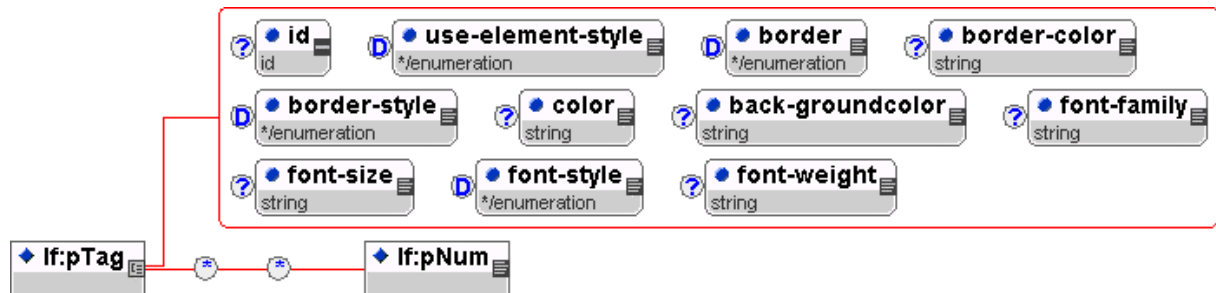 ? id D use-element-style D border ? border-color
id */enumeration */enumeration string
D border-style ? color ? back-groundcolor ? font-family
*/enumeration string string string
? font-size D font-style ? font-weight
string */enumeration string
lf:pTag * * lf:pNum